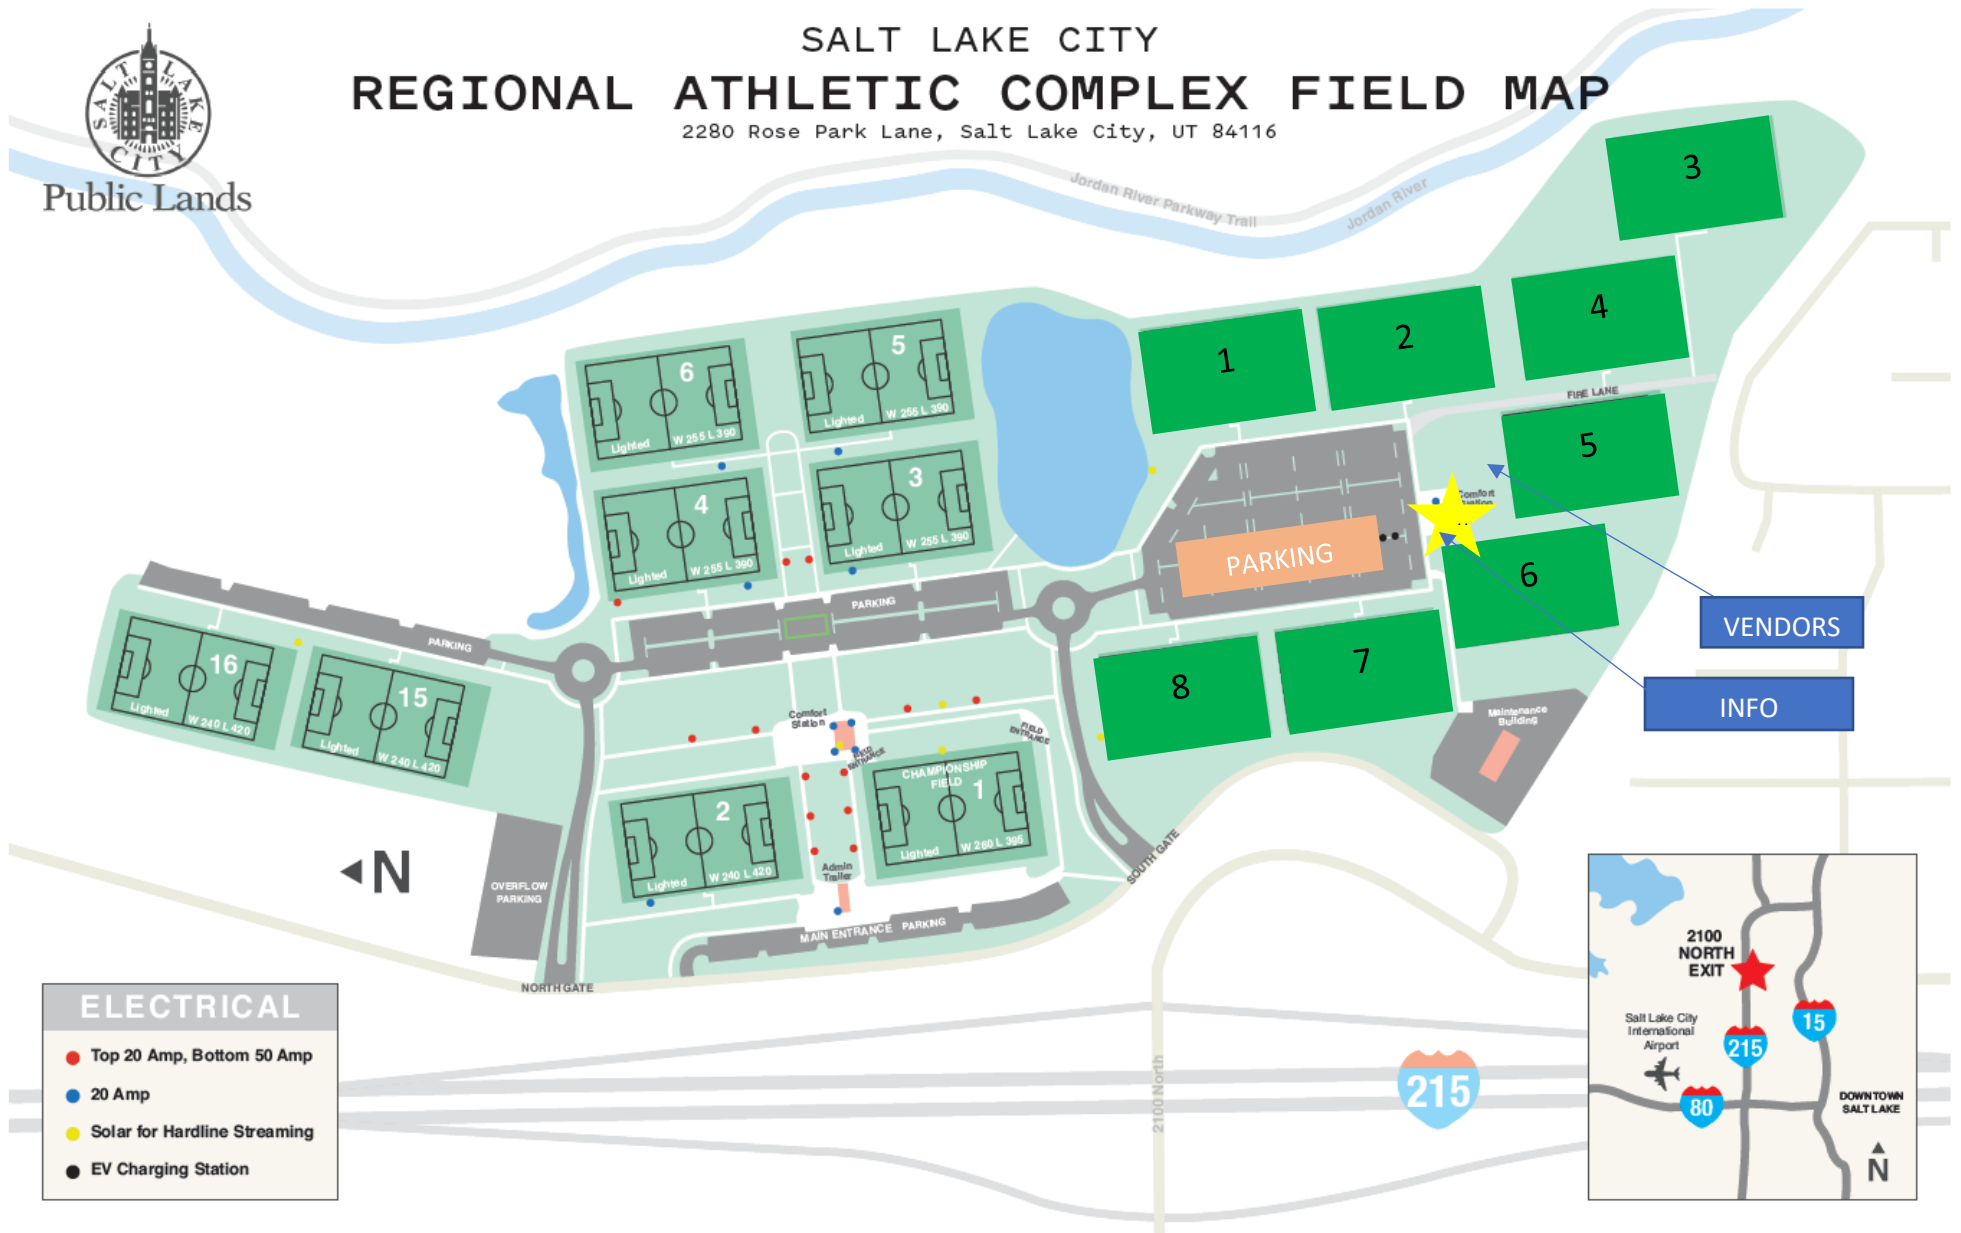 SALT LAKE CITY
REGIONAL ATHLETIC COMPLEX FIELD MAP
2280 Rose Park Lane, Salt Lake City, UT 84116
SALT LAKE
CITY
Public Lands
Jordan River Parkway Trail
Jordan River
3
4
2
1
5
6
7
8
FIRE LANE
Comfort
PARKING
VENDORS
INFO
Maintenance
Building
6
Lighted
W 255 L 390
5
Lighted
W 255 L 390
4
Lighted
W 255 L 390
3
Lighted
W 255 L 390
PARKING
PARKING
16
Lighted
W 240 L 420
15
Lighted
W 240 L 420
Comfort
Station
FIELD
ENTRANCE
FIELD
ENTRANCE
2
Lighted
W 240 L 420
CHAMPIONSHIP
FIELD
1
Lighted
W 260 L 395
Admin
Trailer
MAIN ENTRANCE PARKING
OVERFLOW
PARKING
NORTH GATE
SOUTH GATE
N
ELECTRICAL
Top 20 Amp, Bottom 50 Amp
20 Amp
Solar for Hardline Streaming
EV Charging Station
2100 North
215
2100
NORTH
EXIT
Salt Lake City
International
Airport
15
215
80
DOWNTOWN
SALT LAKE
N